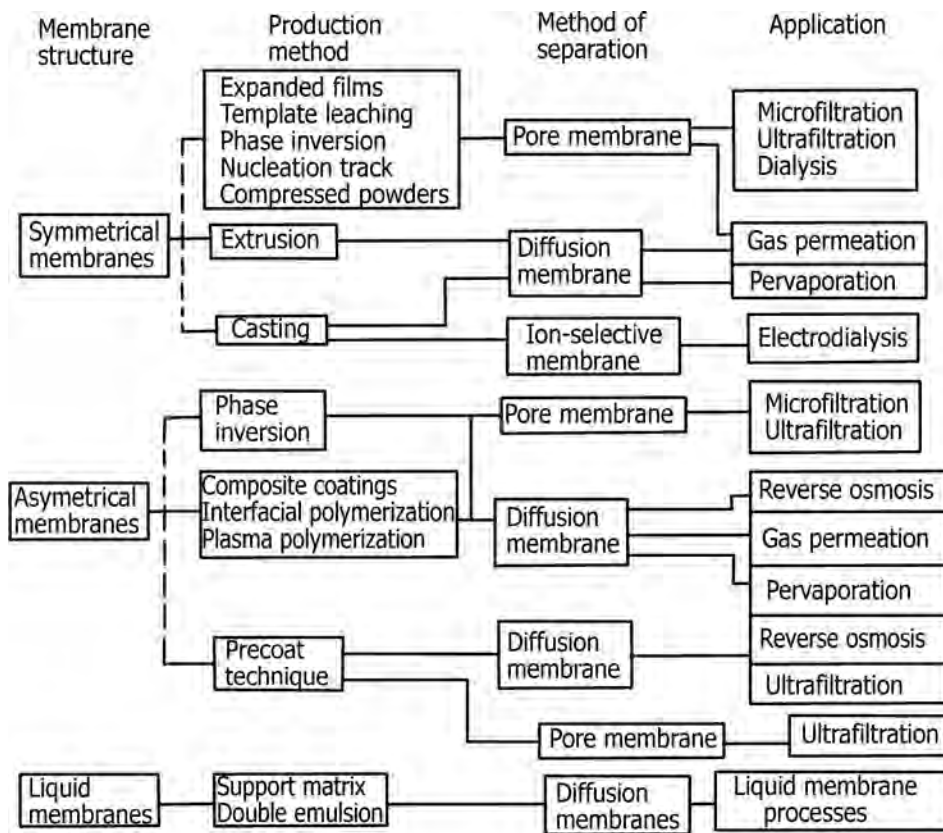 Membrane
structure
Production
method
Method of
separation
Application
Expanded films
Template leaching
Phase inversion
Nucleation track
Compressed powders
Pore membrane
Microfiltration
Ultrafiltration
Dialysis
Symmetrical
membranes
Extrusion
Diffusion
membrane
Gas permeation
Pervaporation
Casting
Ion-selective
membrane
Electrodialysis
Phase
inversion
Pore membrane
Microfiltration
Ultrafiltration
Asymetrical
membranes
Composite coatings
Interfacial polymerization
Plasma polymerization
Diffusion
membrane
Reverse osmosis
Gas permeation
Pervaporation
Precoat
technique
Diffusion
membrane
Reverse osmosis
Ultrafiltration
Pore membrane
Ultrafiltration
Liquid
membranes
Support matrix
Double emulsion
Diffusion
membranes
Liquid membrane
processes